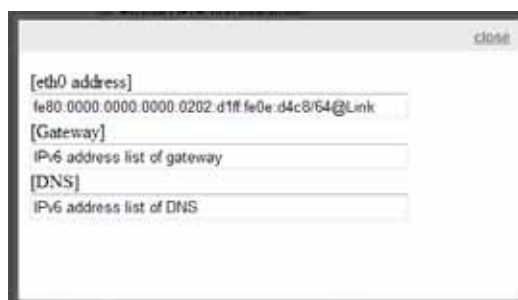 close
[eth0 address]
fe80:0000:0000:0000:0202:d1ff:fe0e:d4c8/64@Link
[Gateway]
IPv6 address list of gateway
[DNS]
IPv6 address list of DNS